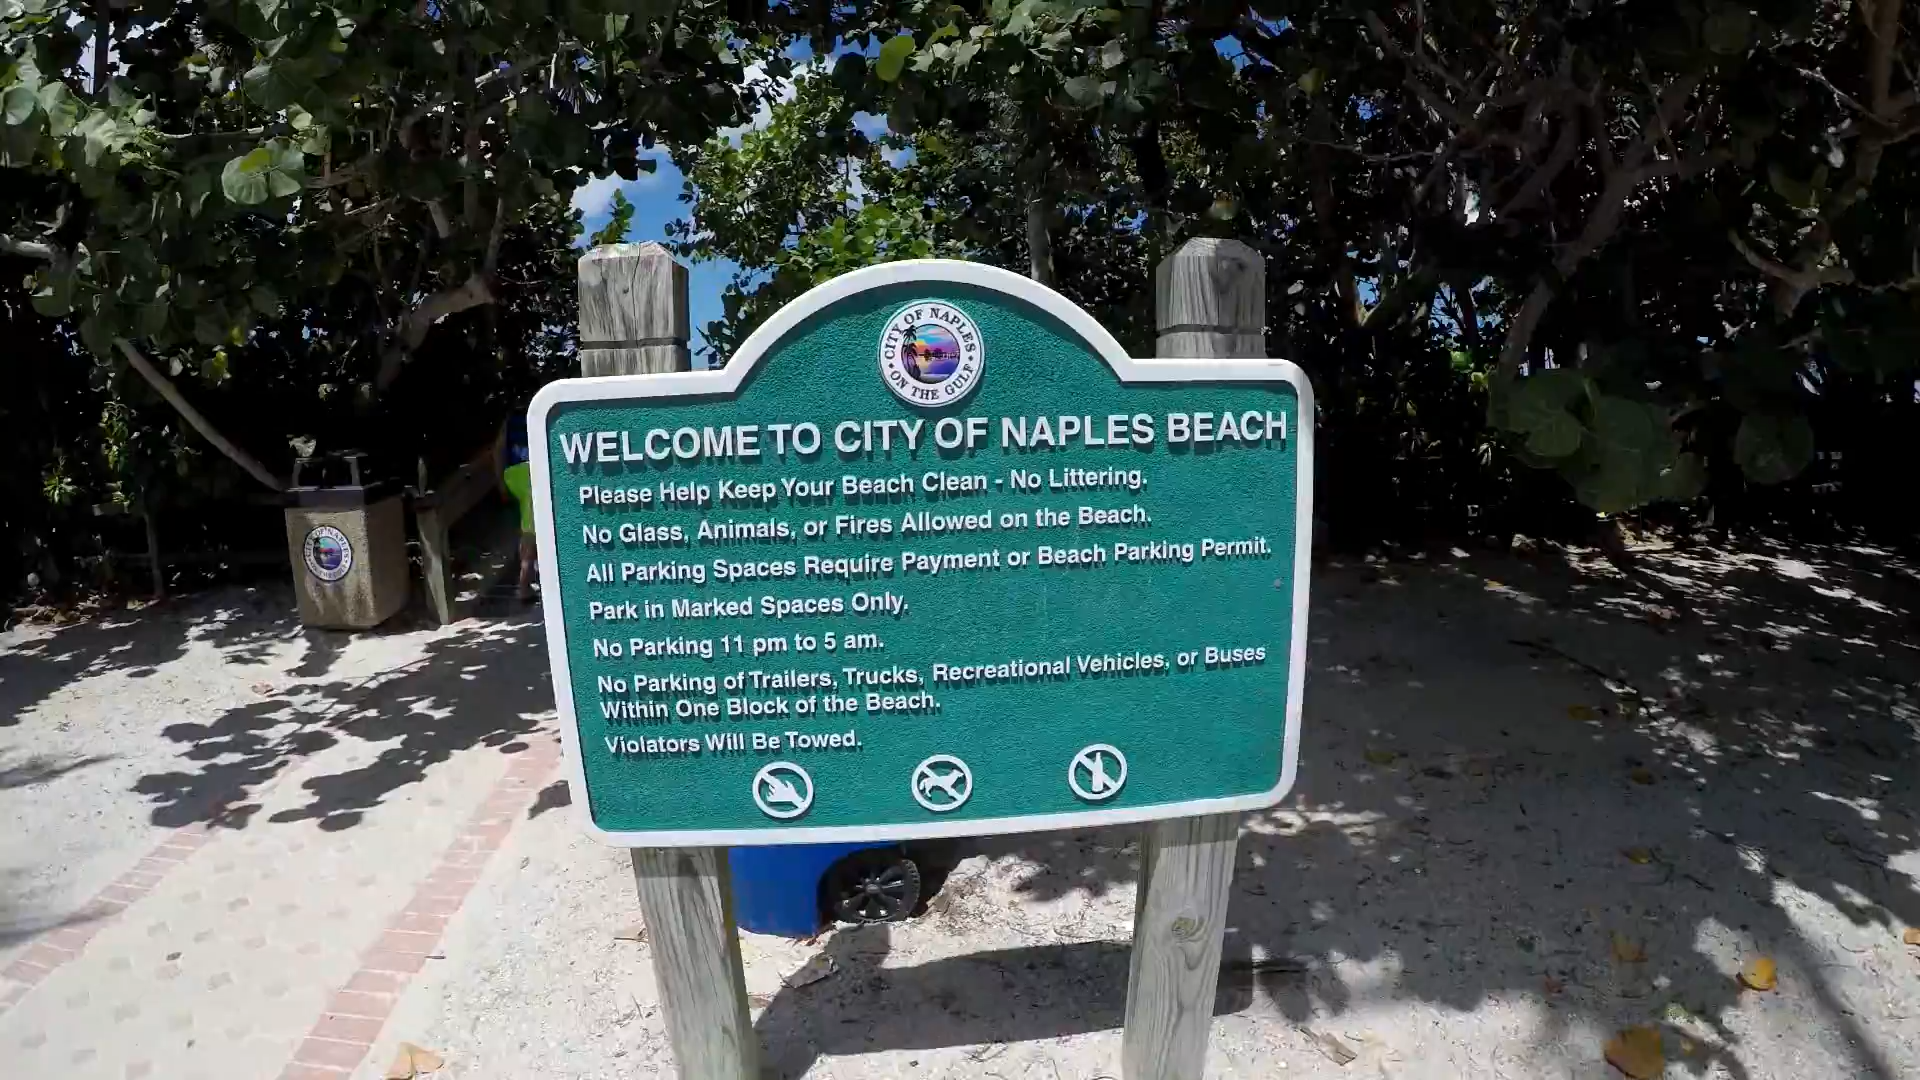 CITY OF NAPLES
ON THE GULF
WELCOME TO CITY OF NAPLES BEACH
Please Help Keep Your Beach Clean - No Littering.
No Glass, Animals, or Fires Allowed on the Beach.
All Parking Spaces Require Payment or Beach Parking Permit.
Park in Marked Spaces Only.
No Parking 11 pm to 5 am.
No Parking of Trailers, Trucks, Recreational Vehicles, or Buses
Within One Block of the Beach.
Violators Will Be Towed.
CITY OF NAPLES